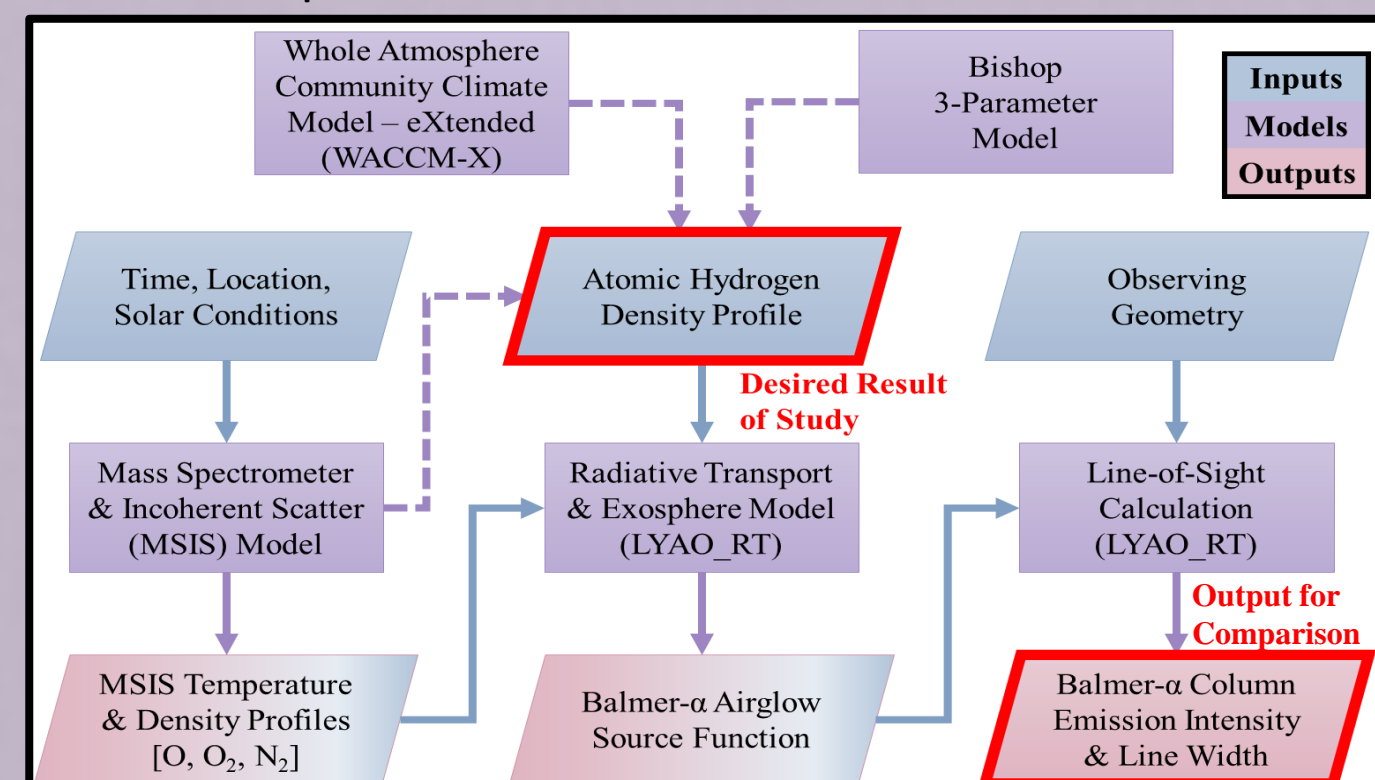 Whole Atmosphere
Community Climate
Model – eXtended
(WACCM-X)
Bishop
3-Parameter
Model
Inputs
Models
Outputs
Time, Location,
Solar Conditions
Atomic Hydrogen
Density Profile
Observing
Geometry
Desired Result
of Study
Mass Spectrometer
& Incoherent Scatter
(MSIS) Model
Radiative Transport
& Exosphere Model
(LYAO_RT)
Line-of-Sight
Calculation
(LYAO_RT)
Output for
Comparison
MSIS Temperature
& Density Profiles
[O, O₂, N₂]
Balmer-α Airglow
Source Function
Balmer-α Column
Emission Intensity
& Line Width